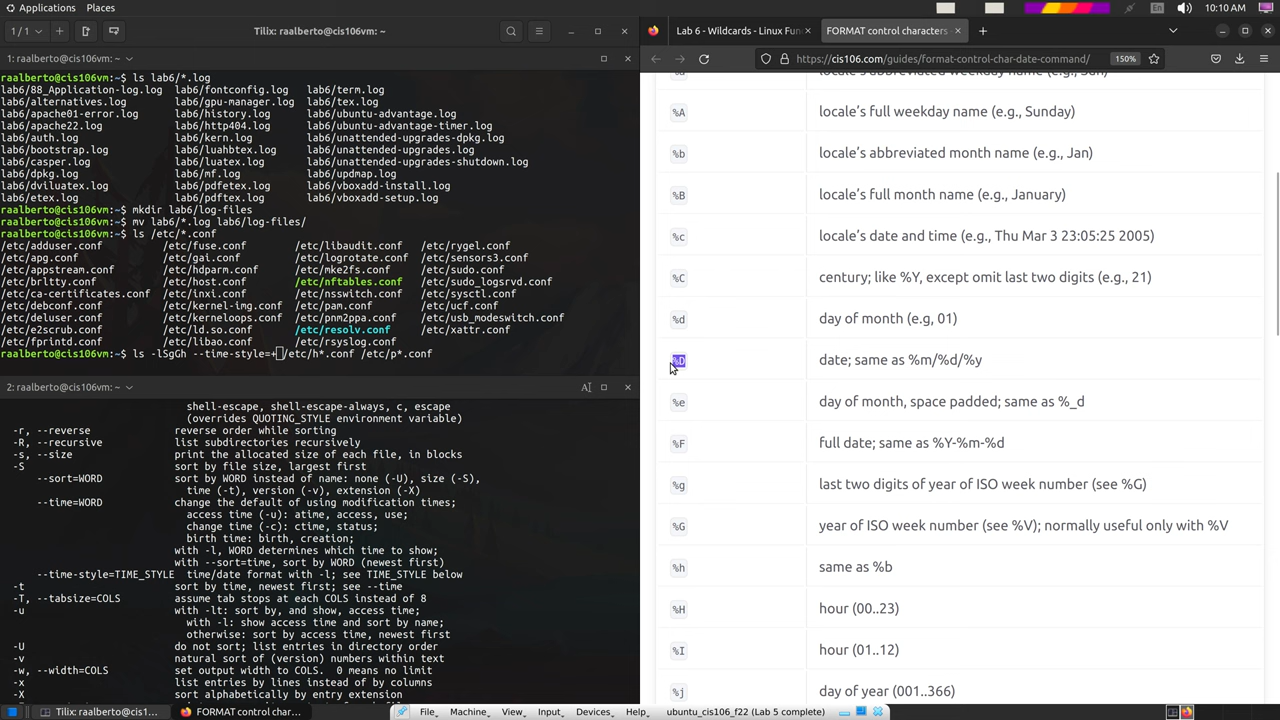 Applications Places En 10:10 AM
1/1 + Tilix: raalberto@cis106vm: ~
1: raalberto@cis106vm: ~
raalberto@cis106vm:~$ ls lab6/*.log
lab6/88_Application-log.log lab6/fontconfig.log lab6/term.log
lab6/alternatives.log lab6/gpu-manager.log lab6/tex.log
lab6/apache01-error.log lab6/history.log lab6/ubuntu-advantage.log
lab6/apache22.log lab6/http404.log lab6/ubuntu-advantage-timer.log
lab6/auth.log lab6/kern.log lab6/unattended-upgrades-dpkg.log
lab6/bootstrap.log lab6/luahbtex.log lab6/unattended-upgrades.log
lab6/casper.log lab6/luatex.log lab6/unattended-upgrades-shutdown.log
lab6/dpkg.log lab6/mf.log lab6/updmap.log
lab6/dviluatex.log lab6/pdfetex.log lab6/vboxadd-install.log
lab6/etex.log lab6/pdftex.log lab6/vboxadd-setup.log
raalberto@cis106vm:~$ mkdir lab6/log-files
raalberto@cis106vm:~$ mv lab6/*.log lab6/log-files/
raalberto@cis106vm:~$ ls /etc/*.conf
/etc/adduser.conf /etc/fuse.conf /etc/libaudit.conf /etc/rygel.conf
/etc/apg.conf /etc/gai.conf /etc/logrotate.conf /etc/sensors3.conf
/etc/appstream.conf /etc/hdparm.conf /etc/mke2fs.conf /etc/sudo.conf
/etc/brltty.conf /etc/host.conf /etc/nftables.conf /etc/sudo_logsrvd.conf
/etc/ca-certificates.conf /etc/inxi.conf /etc/nsswitch.conf /etc/sysctl.conf
/etc/debconf.conf /etc/kernel-img.conf /etc/pam.conf /etc/ucf.conf
/etc/deluser.conf /etc/kerneloops.conf /etc/pnm2ppa.conf /etc/usb_modeswitch.conf
/etc/e2scrub.conf /etc/ld.so.conf /etc/resolv.conf /etc/xattr.conf
/etc/fprintd.conf /etc/libao.conf /etc/rsyslog.conf
raalberto@cis106vm:~$ ls -lSgGh --time-style=+ /etc/h*.conf /etc/p*.conf
2: raalberto@cis106vm: ~
shell-escape, shell-escape-always, c, escape
(overrides QUOTING_STYLE environment variable)
-r, --reverse reverse order while sorting
-R, --recursive list subdirectories recursively
-s, --size print the allocated size of each file, in blocks
-S sort by file size, largest first
--sort=WORD sort by WORD instead of name: none (-U), size (-S),
time (-t), version (-v), extension (-X)
--time=WORD change the default of using modification times;
access time (-u): atime, access, use;
change time (-c): ctime, status;
birth time: birth, creation;
with -l, WORD determines which time to show;
with --sort=time, sort by WORD (newest first)
--time-style=TIME_STYLE time/date format with -l; see TIME_STYLE below
-t sort by time, newest first; see --time
-T, --tabsize=COLS assume tab stops at each COLS instead of 8
-u with -lt: sort by, and show, access time;
with -l: show access time and sort by name;
otherwise: sort by access time, newest first
-U do not sort; list entries in directory order
-v natural sort of (version) numbers within text
-w, --width=COLS set output width to COLS. 0 means no limit
-x list entries by lines instead of by columns
-X sort alphabetically by entry extension
Lab 6 - Wildcards - Linux Fun FORMAT control characters
https://cis106.com/guides/format-control-char-date-command/ 150%
%a locale's abbreviated weekday name (e.g., Sun)
%A locale's full weekday name (e.g., Sunday)
%b locale's abbreviated month name (e.g., Jan)
%B locale's full month name (e.g., January)
%c locale's date and time (e.g., Thu Mar 3 23:05:25 2005)
%C century; like %Y, except omit last two digits (e.g., 21)
%d day of month (e.g, 01)
%D date; same as %m/%d/%y
%e day of month, space padded; same as %_d
%F full date; same as %Y-%m-%d
%g last two digits of year of ISO week number (see %G)
%G year of ISO week number (see %V); normally useful only with %V
%h same as %b
%H hour (00..23)
%I hour (01..12)
%j day of year (001..366)
Tilix: raalberto@cis106vm:... FORMAT control char... File Machine View Input Devices Help ubuntu_cis106_f22 (Lab 5 complete)